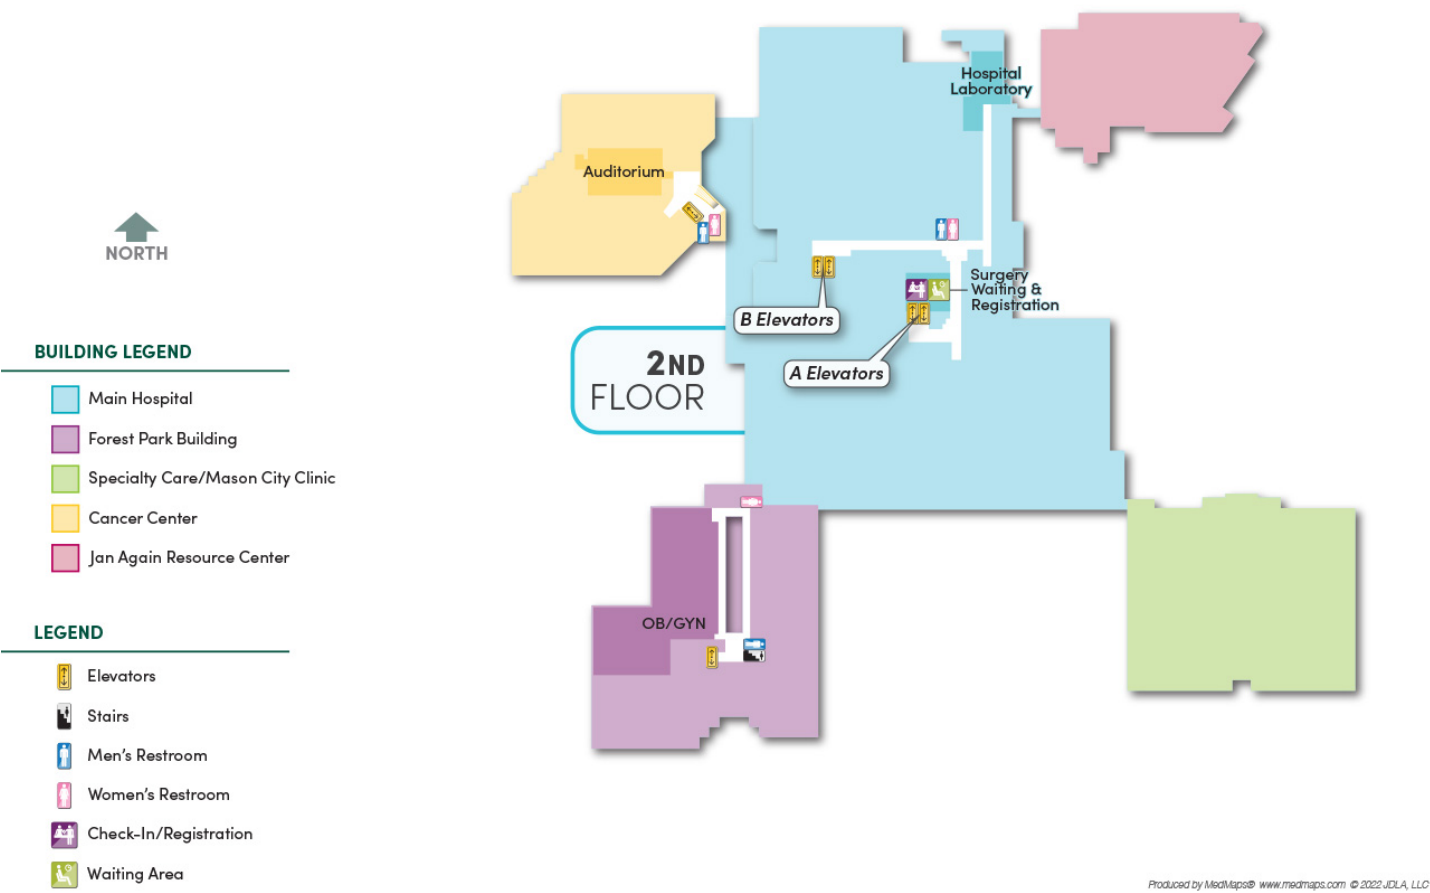 Hospital
Laboratory
Auditorium
NORTH
Surgery
Waiting &
Registration
B Elevators
A Elevators
2ND
FLOOR
BUILDING LEGEND
Main Hospital
Forest Park Building
Specialty Care/Mason City Clinic
Cancer Center
Jan Again Resource Center
OB/GYN
LEGEND
Elevators
Stairs
Men's Restroom
Women's Restroom
Check-In/Registration
Waiting Area
Produced by MedMaps® www.medmaps.com © 2022 JDLA, LLC